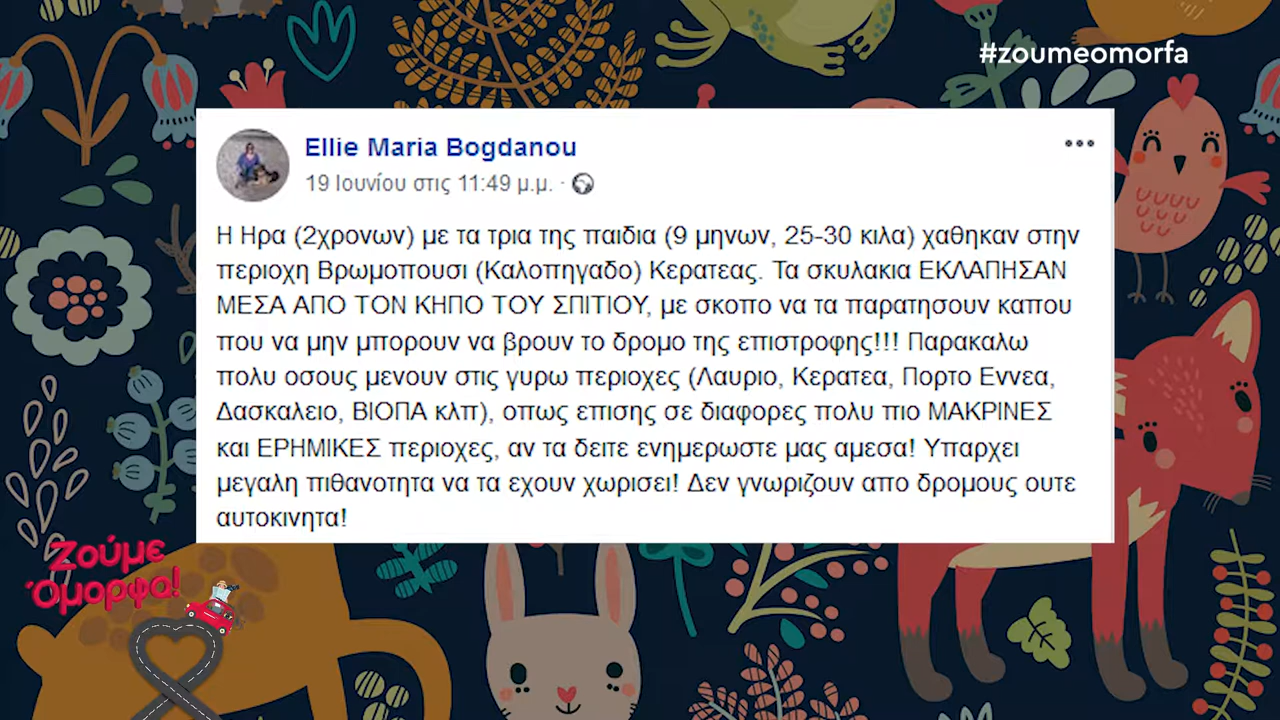 #zoumeomorfa
Ellie Maria Bogdanou
19 Ιουνίου στις 11:49 μ.μ. ·
Η Ηρα (2χρονων) με τα τρια της παιδια (9 μηνων, 25-30 κιλα) χαθηκαν στην
περιοχη Βρωμοπουσι (Καλοπηγαδο) Κερατεας. Τα σκυλακια ΕΚΛΑΠΗΣΑΝ
ΜΕΣΑ ΑΠΟ ΤΟΝ ΚΗΠΟ ΤΟΥ ΣΠΙΤΙΟΥ, με σκοπο να τα παρατησουν καπου
που να μην μπορουν να βρουν το δρομο της επιστροφης!!! Παρακαλω
πολυ οσους μενουν στις γυρω περιοχες (Λαυριο, Κερατεα, Πορτο Εννεα,
Δασκαλειο, ΒΙΟΠΑ κλπ), οπως επισης σε διαφορες πολυ πιο ΜΑΚΡΙΝΕΣ
και ΕΡΗΜΙΚΕΣ περιοχες, αν τα δειτε ενημερωστε μας αμεσα! Υπαρχει
μεγαλη πιθανοτητα να τα εχουν χωρισει! Δεν γνωριζουν απο δρομους ουτε
αυτοκινητα!
Ζούμε
Όμορφα!